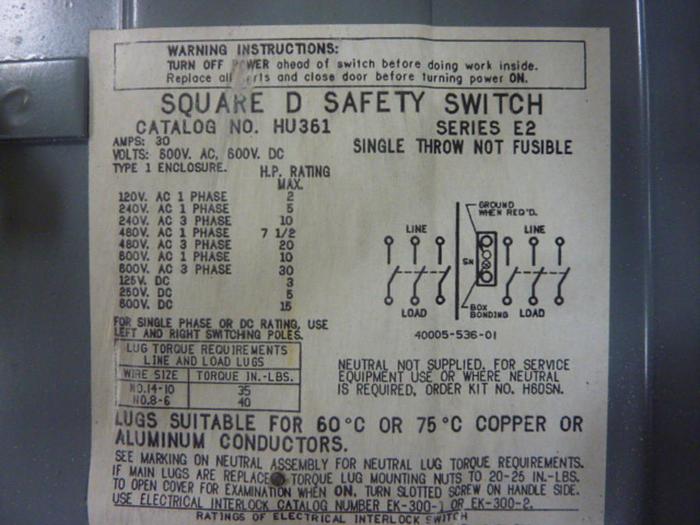 WARNING INSTRUCTIONS:
TURN OFF POWER ahead of switch before doing work inside.
Replace all parts and close door before turning power ON.
SQUARE D SAFETY SWITCH
CATALOG NO. HU361 SERIES E2
AMPS: 30 SINGLE THROW NOT FUSIBLE
VOLTS: 600V. AC, 600V. DC
TYPE 1 ENCLOSURE. H.P. RATING
MAX.
120V. AC 1 PHASE 2
240V. AC 1 PHASE 5
240V. AC 3 PHASE 10
480V. AC 1 PHASE 7 1/2
480V. AC 3 PHASE 20
600V. AC 1 PHASE 10
600V. AC 3 PHASE 30
125V. DC 3
250V. DC 5
600V. DC 15
GROUND
WHEN REQ'D.
LINE LINE
SN
LOAD BOX LOAD
BONDING
40005-536-01
FOR SINGLE PHASE OR DC RATING, USE
LEFT AND RIGHT SWITCHING POLES.
LUG TORQUE REQUIREMENTS
LINE AND LOAD LUGS
WIRE SIZE TORQUE IN.-LBS.
NO.14-10 35
NO.8-6 40
NEUTRAL NOT SUPPLIED. FOR SERVICE
EQUIPMENT USE OR WHERE NEUTRAL
IS REQUIRED, ORDER KIT NO. H60SN.
LUGS SUITABLE FOR 60°C OR 75°C COPPER OR
ALUMINUM CONDUCTORS.
SEE MARKING ON NEUTRAL ASSEMBLY FOR NEUTRAL LUG TORQUE REQUIREMENTS.
IF MAIN LUGS ARE REPLACE TORQUE LUG MOUNTING NUTS TO 20-25 IN.-LBS.
TO OPEN COVER FOR EXAMINATION WHEN ON, TURN SLOTTED SCREW ON HANDLE SIDE.
USE ELECTRICAL INTERLOCK CATALOG NUMBER EK-300-1 OR EK-300-2.
RATINGS OF ELECTRICAL INTERLOCK SWITCH